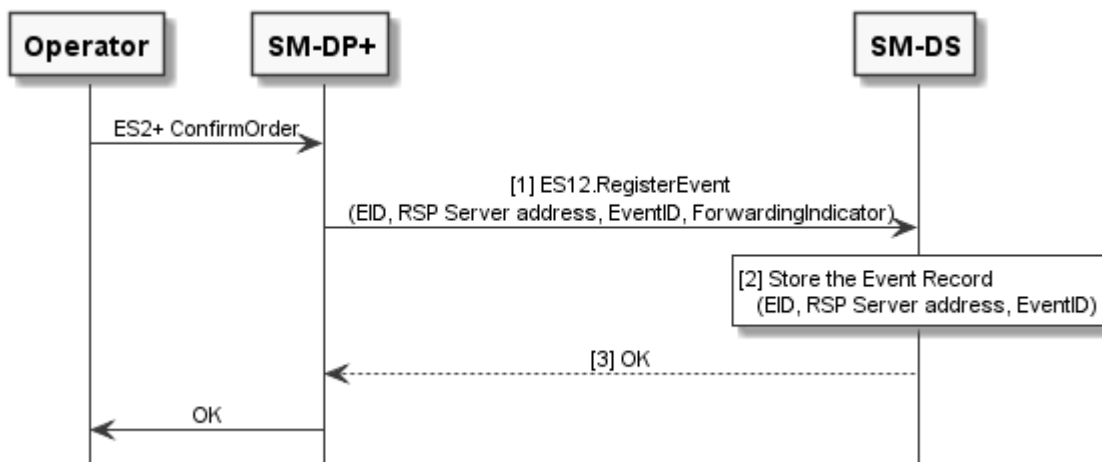 Operator
SM-DP+
SM-DS
ES2+ ConfirmOrder
[1] ES12.RegisterEvent
(EID, RSP Server address, EventID, ForwardingIndicator)
[2] Store the Event Record
(EID, RSP Server address, EventID)
[3] OK
OK